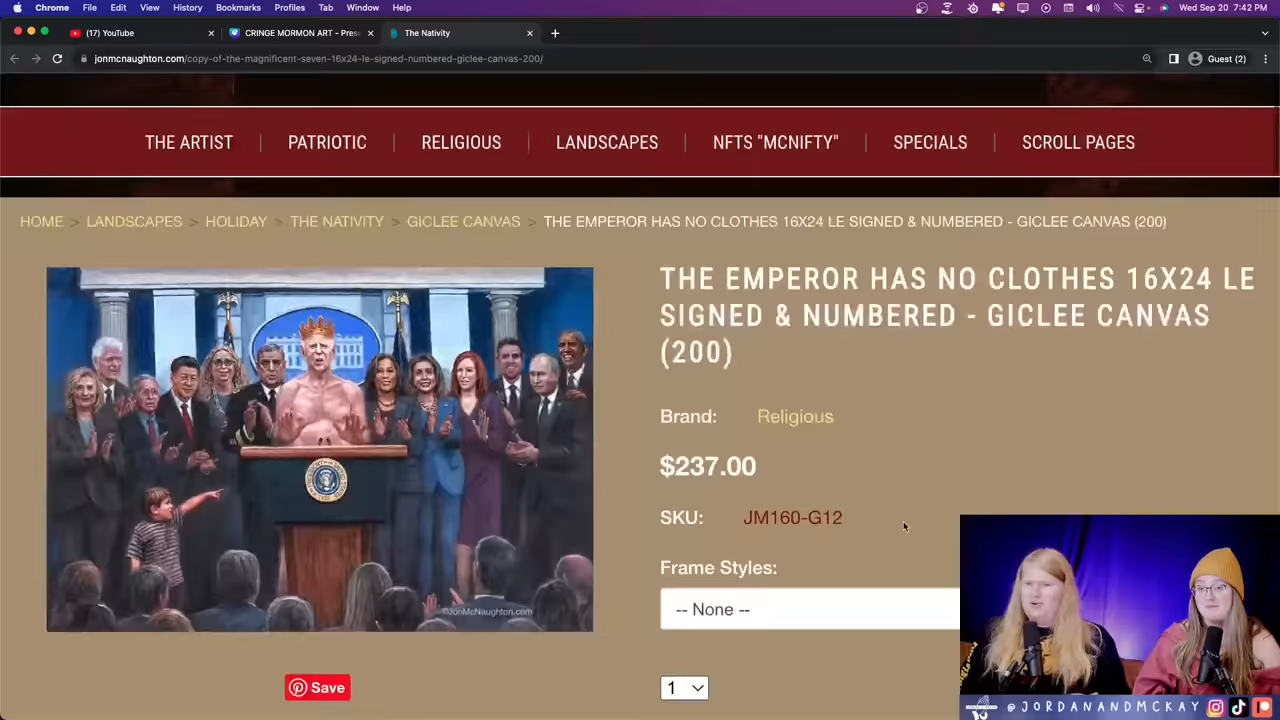 Chrome File Edit View History Bookmarks Profiles Tab Window Help Wed Sep 20 7:42 PM
(17) YouTube CRINGE MORMON ART - Prese The Nativity
jonmcnaughton.com/copy-of-the-magnificent-seven-16x24-le-signed-numbered-giclee-canvas-200/ Guest (2)
THE ARTIST | PATRIOTIC | RELIGIOUS | LANDSCAPES | NFTS "MCNIFTY" | SPECIALS | SCROLL PAGES
HOME > LANDSCAPES > HOLIDAY > THE NATIVITY > GICLEE CANVAS > THE EMPEROR HAS NO CLOTHES 16X24 LE SIGNED & NUMBERED - GICLEE CANVAS (200)
THE EMPEROR HAS NO CLOTHES 16X24 LE
SIGNED & NUMBERED - GICLEE CANVAS
(200)
Brand: Religious
$237.00
SKU: JM160-G12
Frame Styles:
-- None --
©JonMcNaughton.com
Save
1
@JORDANANDMCKAY